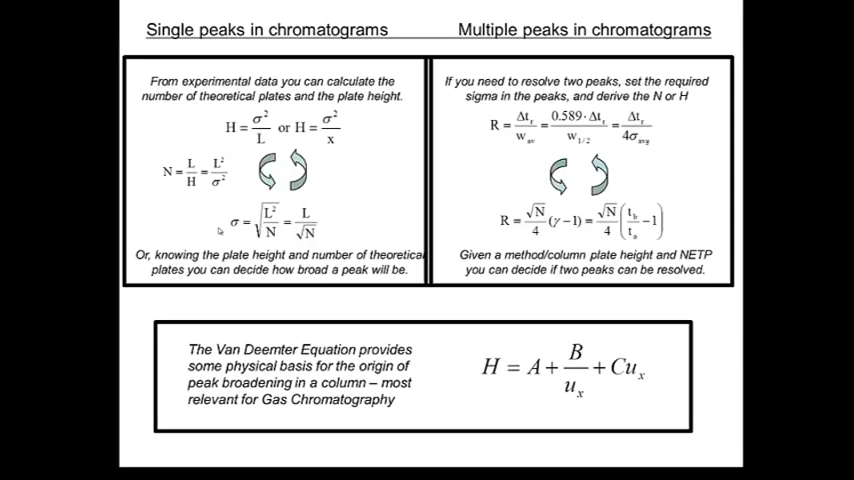 Single peaks in chromatograms
Multiple peaks in chromatograms
From experimental data you can calculate the
number of theoretical plates and the plate height.
H = σ²/L or H = σ²/x
N = L/H = L²/σ²
σ = √(L²/N) = L/√N
Or, knowing the plate height and number of theoretical
plates you can decide how broad a peak will be.
If you need to resolve two peaks, set the required
sigma in the peaks, and derive the N or H
R = Δt_r/w_av = 0.589·Δt_r/w_1/2 = Δt_r/4σ_avg
R = √N/4 (γ−1) = √N/4 (t_b/t_a −1)
Given a method/column plate height and NETP
you can decide if two peaks can be resolved.
The Van Deemter Equation provides
some physical basis for the origin of
peak broadening in a column – most
relevant for Gas Chromatography
H = A + B/u_x + Cu_x